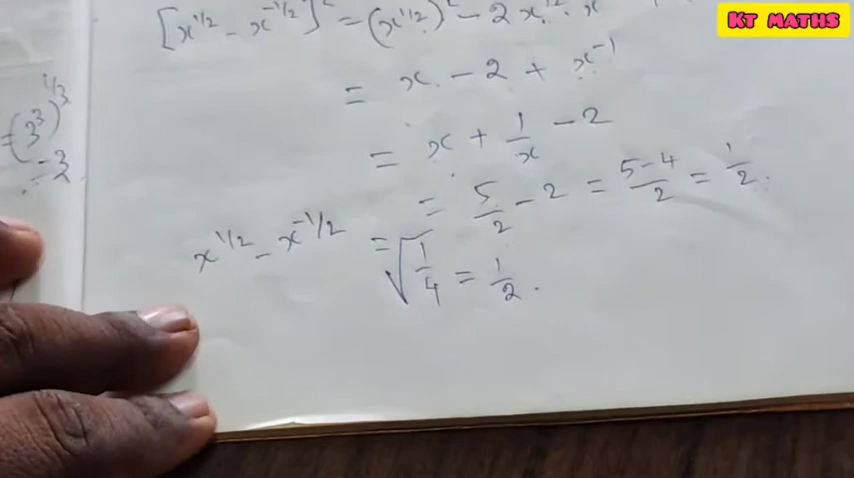 KT MATHS
[x^{1/2} - x^{-1/2}]^2 = (x^{1/2})^2 - 2 x^{1/2} · x
= x - 2 + x^{-1}
= x + 1/x - 2
= 5/2 - 2 = 5-4/2 = 1/2.
x^{1/2} - x^{-1/2} = √1/4 = 1/2.
= (3^3)^{1/3}
= 3